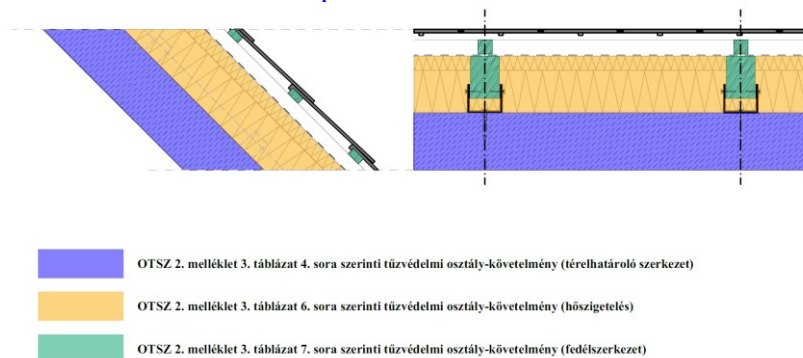 OTSZ 2. melléklet 3. táblázat 4. sora szerinti tűzvédelmi osztály-követelmény (térelhatároló szerkezet)
OTSZ 2. melléklet 3. táblázat 6. sora szerinti tűzvédelmi osztály-követelmény (hőszigetelés)
OTSZ 2. melléklet 3. táblázat 7. sora szerinti tűzvédelmi osztály-követelmény (fedélszerkezet)